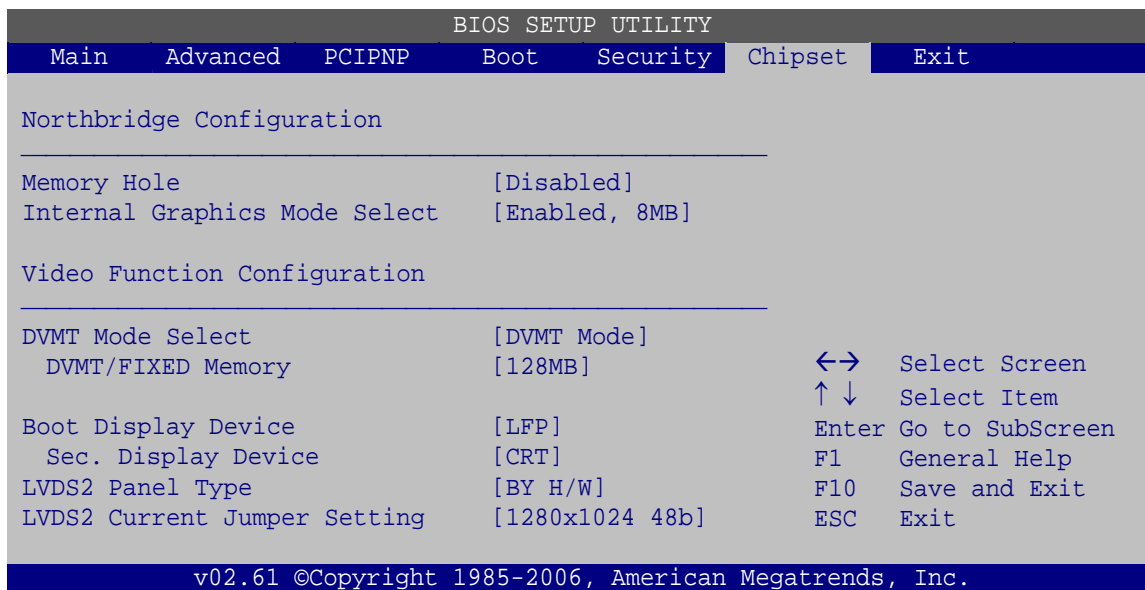 BIOS SETUP UTILITY
Main Advanced PCIPNP Boot Security Chipset Exit
Northbridge Configuration
Memory Hole [Disabled]
Internal Graphics Mode Select [Enabled, 8MB]
Video Function Configuration
DVMT Mode Select [DVMT Mode]
DVMT/FIXED Memory [128MB]
Boot Display Device [LFP]
Sec. Display Device [CRT]
LVDS2 Panel Type [BY H/W]
LVDS2 Current Jumper Setting [1280x1024 48b]
←→ Select Screen
↑ ↓ Select Item
Enter Go to SubScreen
F1 General Help
F10 Save and Exit
ESC Exit
v02.61 ©Copyright 1985-2006, American Megatrends, Inc.